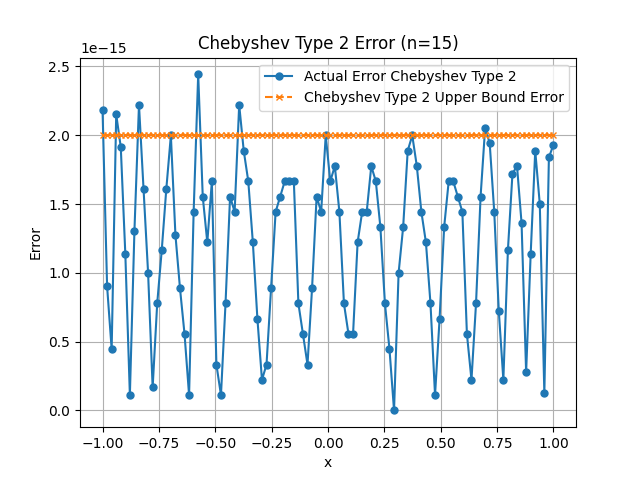 Chebyshev Type 2 Error (n=15)
1e−15
Actual Error Chebyshev Type 2
Chebyshev Type 2 Upper Bound Error
2.5
2.0
1.5
1.0
0.5
0.0
Error
−1.00 −0.75 −0.50 −0.25 0.00 0.25 0.50 0.75 1.00
x